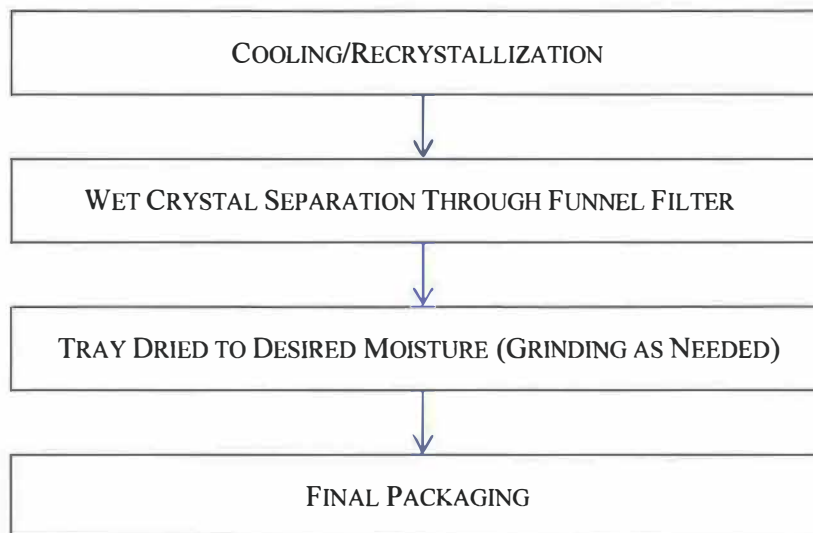 COOLING/RECRYSTALLIZATION
WET CRYSTAL SEPARATION THROUGH FUNNEL FILTER
TRAY DRIED TO DESIRED MOISTURE (GRINDING AS NEEDED)
FINAL PACKAGING